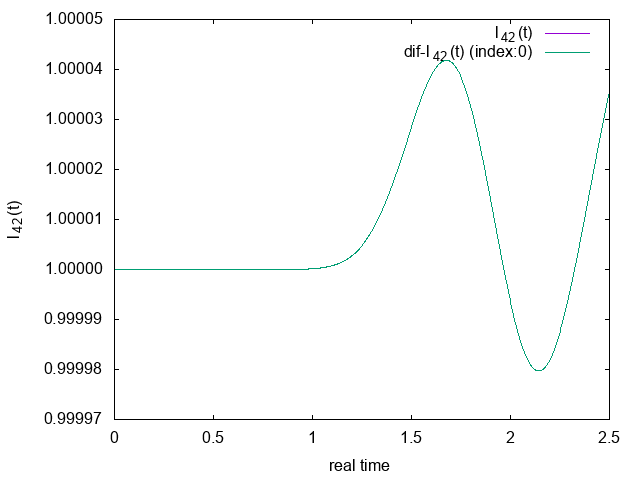 1.00005
1.00004
1.00003
1.00002
1.00001
1.00000
0.99999
0.99998
0.99997
I42(t)
I42(t)
dif-I42(t) (index:0)
0 0.5 1 1.5 2 2.5
real time